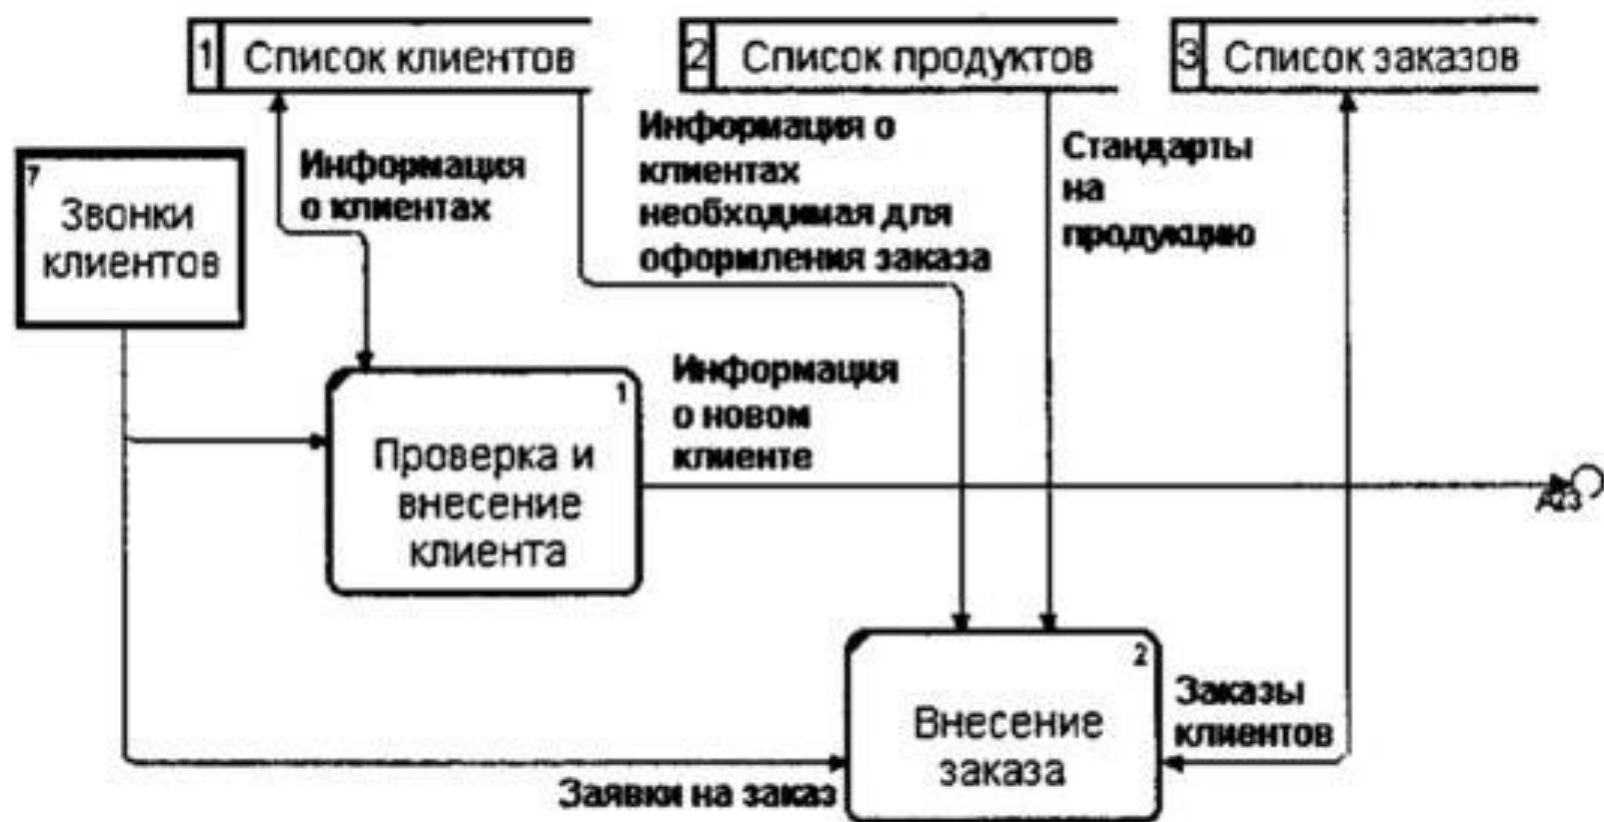 1 Список клиентов
2 Список продуктов
3 Список заказов
7
Звонки
клиентов
Информация
о клиентах
Информация о
клиентах
необходимая для
оформления заказа
Стандарты
на
продукцию
1
Проверка и
внесение
клиента
Информация
о новом
клиенте
2
Внесение
заказа
Заказы
клиентов
Заявки на заказ